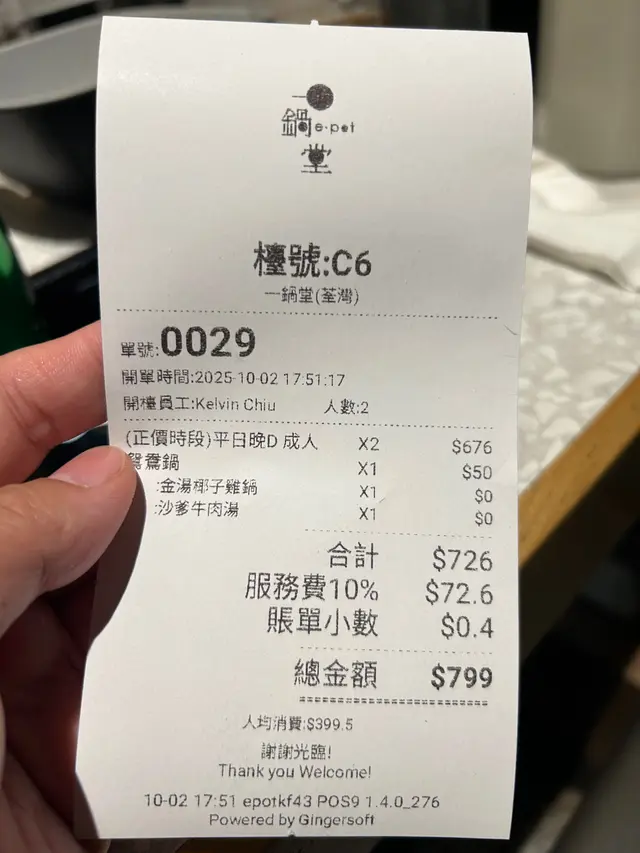 一
鍋 e·pot
堂
檯號:C6
一鍋堂(荃灣)
單號:0029
開單時間:2025-10-02 17:51:17
開檯員工:Kelvin Chiu 人數:2
(正價時段)平日晚D 成人 X2 $676
鴛鴦鍋 X1 $50
:金湯椰子雞鍋 X1 $0
:沙爹牛肉湯 X1 $0
合計 $726
服務費10% $72.6
賬單小數 $0.4
總金額 $799
人均消費:$399.5
謝謝光臨!
Thank you Welcome!
10-02 17:51 epotkf43 POS9 1.4.0_276
Powered by Gingersoft